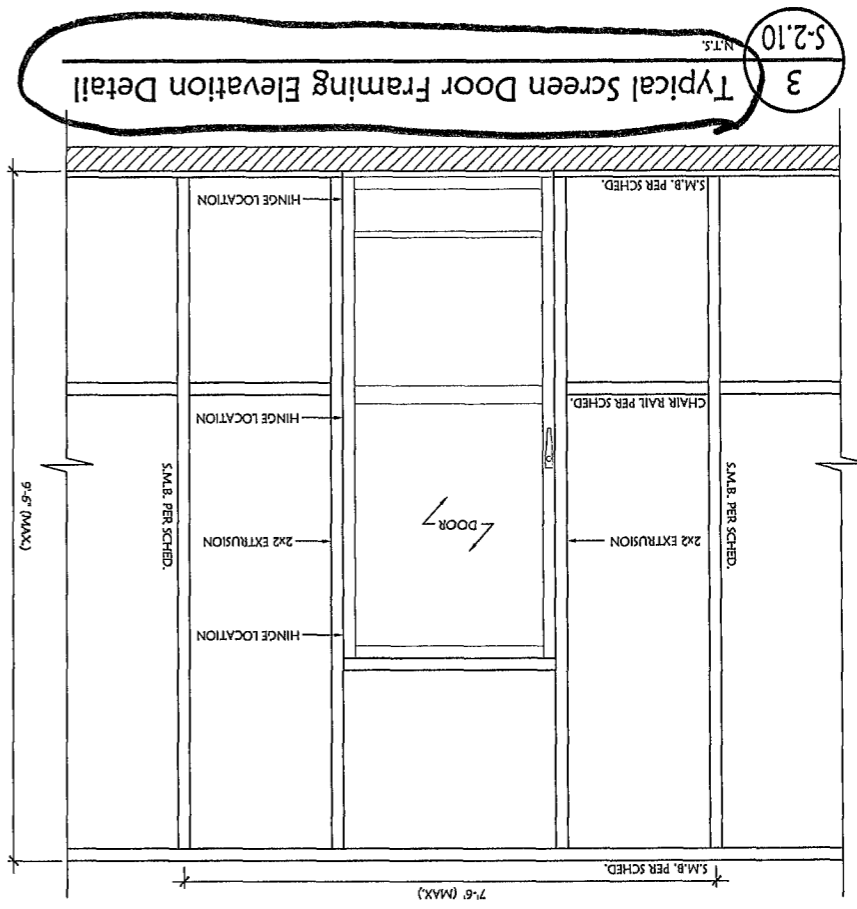 7'-6" (MAX.)
S.M.B. PER SCHED.
HINGE LOCATION
2x2 EXTRUSION
DOOR
2x2 EXTRUSION
S.M.B. PER SCHED.
S.M.B. PER SCHED.
9'-6" (MAX.)
CHAIR RAIL PER SCHED.
HINGE LOCATION
S.M.B. PER SCHED.
HINGE LOCATION
3
Typical Screen Door Framing Elevation Detail
S-2.10
N.T.S.